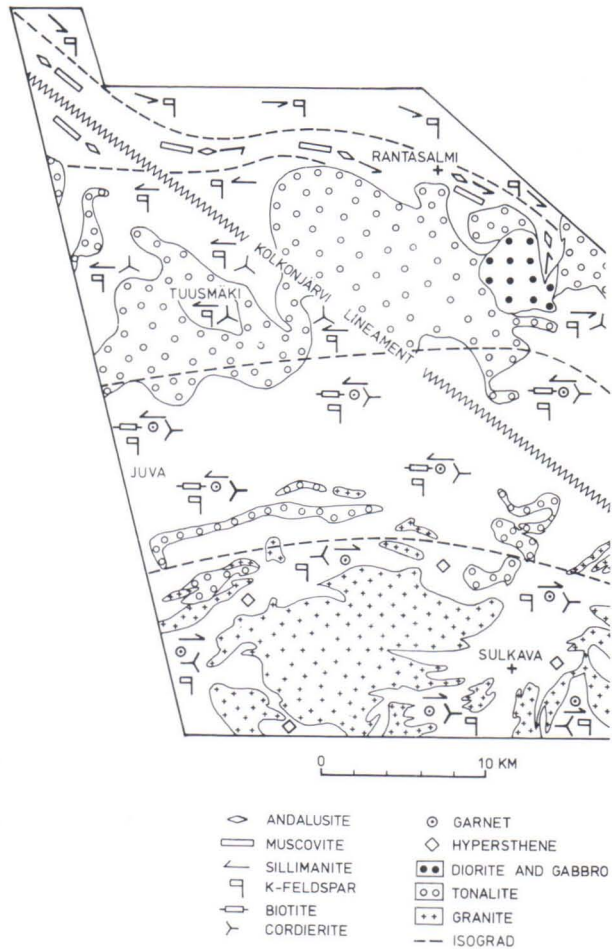 RANTASALMI
KOLKONJÄRVI
TUUSMÄKI
LINEAMENT
JUVA
SULKAVA
0 10 KM
ANDALUSITE
MUSCOVITE
SILLIMANITE
K-FELDSPAR
BIOTITE
CORDIERITE
GARNET
HYPERSTHENE
DIORITE AND GABBRO
TONALITE
GRANITE
ISOGRAD